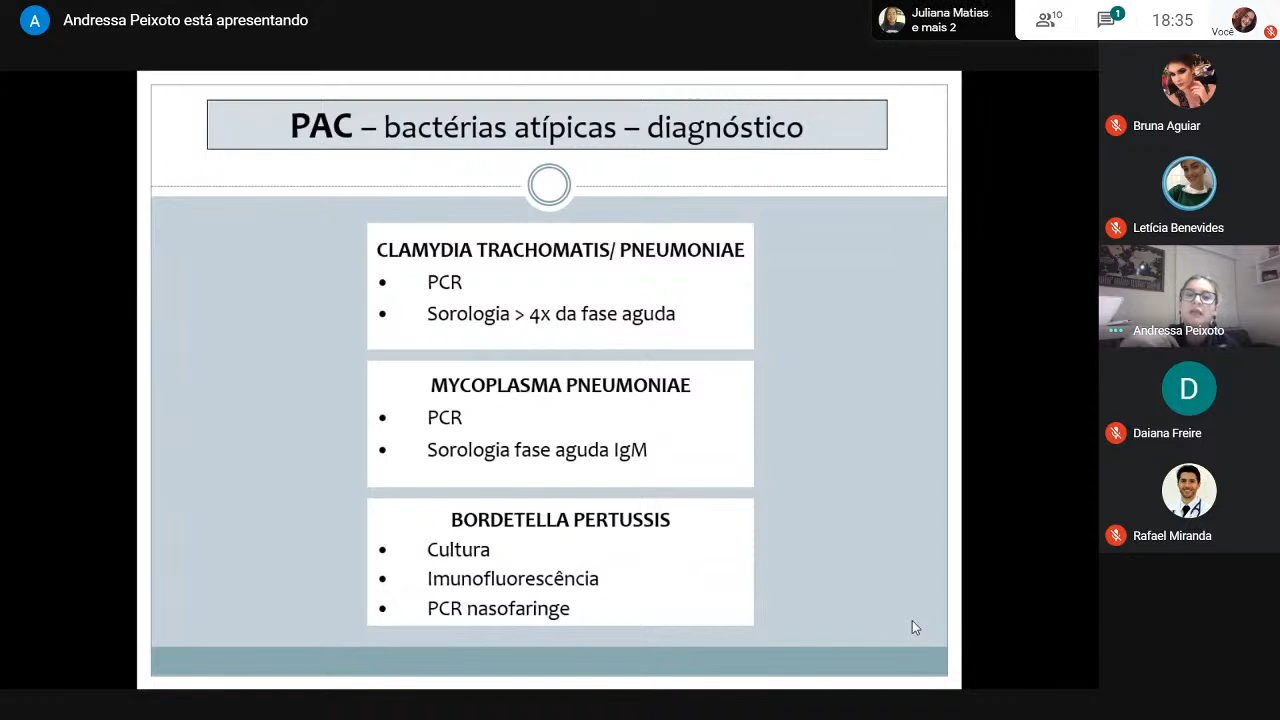 A
Andressa Peixoto está apresentando
Juliana Matias
e mais 2
10
1
18:35
Você
PAC – bactérias atípicas – diagnóstico
CLAMYDIA TRACHOMATIS/ PNEUMONIAE
• PCR
• Sorologia > 4x da fase aguda
MYCOPLASMA PNEUMONIAE
• PCR
• Sorologia fase aguda IgM
BORDETELLA PERTUSSIS
• Cultura
• Imunofluorescência
• PCR nasofaringe
Bruna Aguiar
Letícia Benevides
Andressa Peixoto
D
Daiana Freire
Rafael Miranda